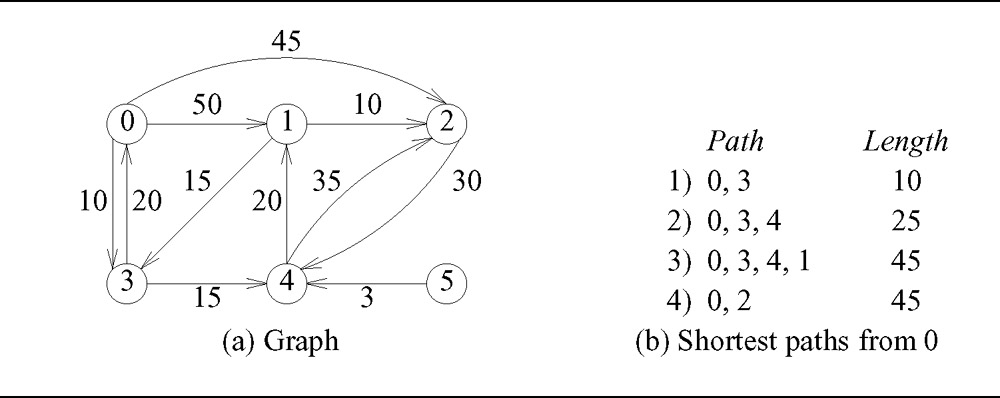 45
0 50 1 10 2
10 20 15 20 35 30
3 15 4 3 5
(a) Graph
Path Length
1) 0, 3 10
2) 0, 3, 4 25
3) 0, 3, 4, 1 45
4) 0, 2 45
(b) Shortest paths from 0